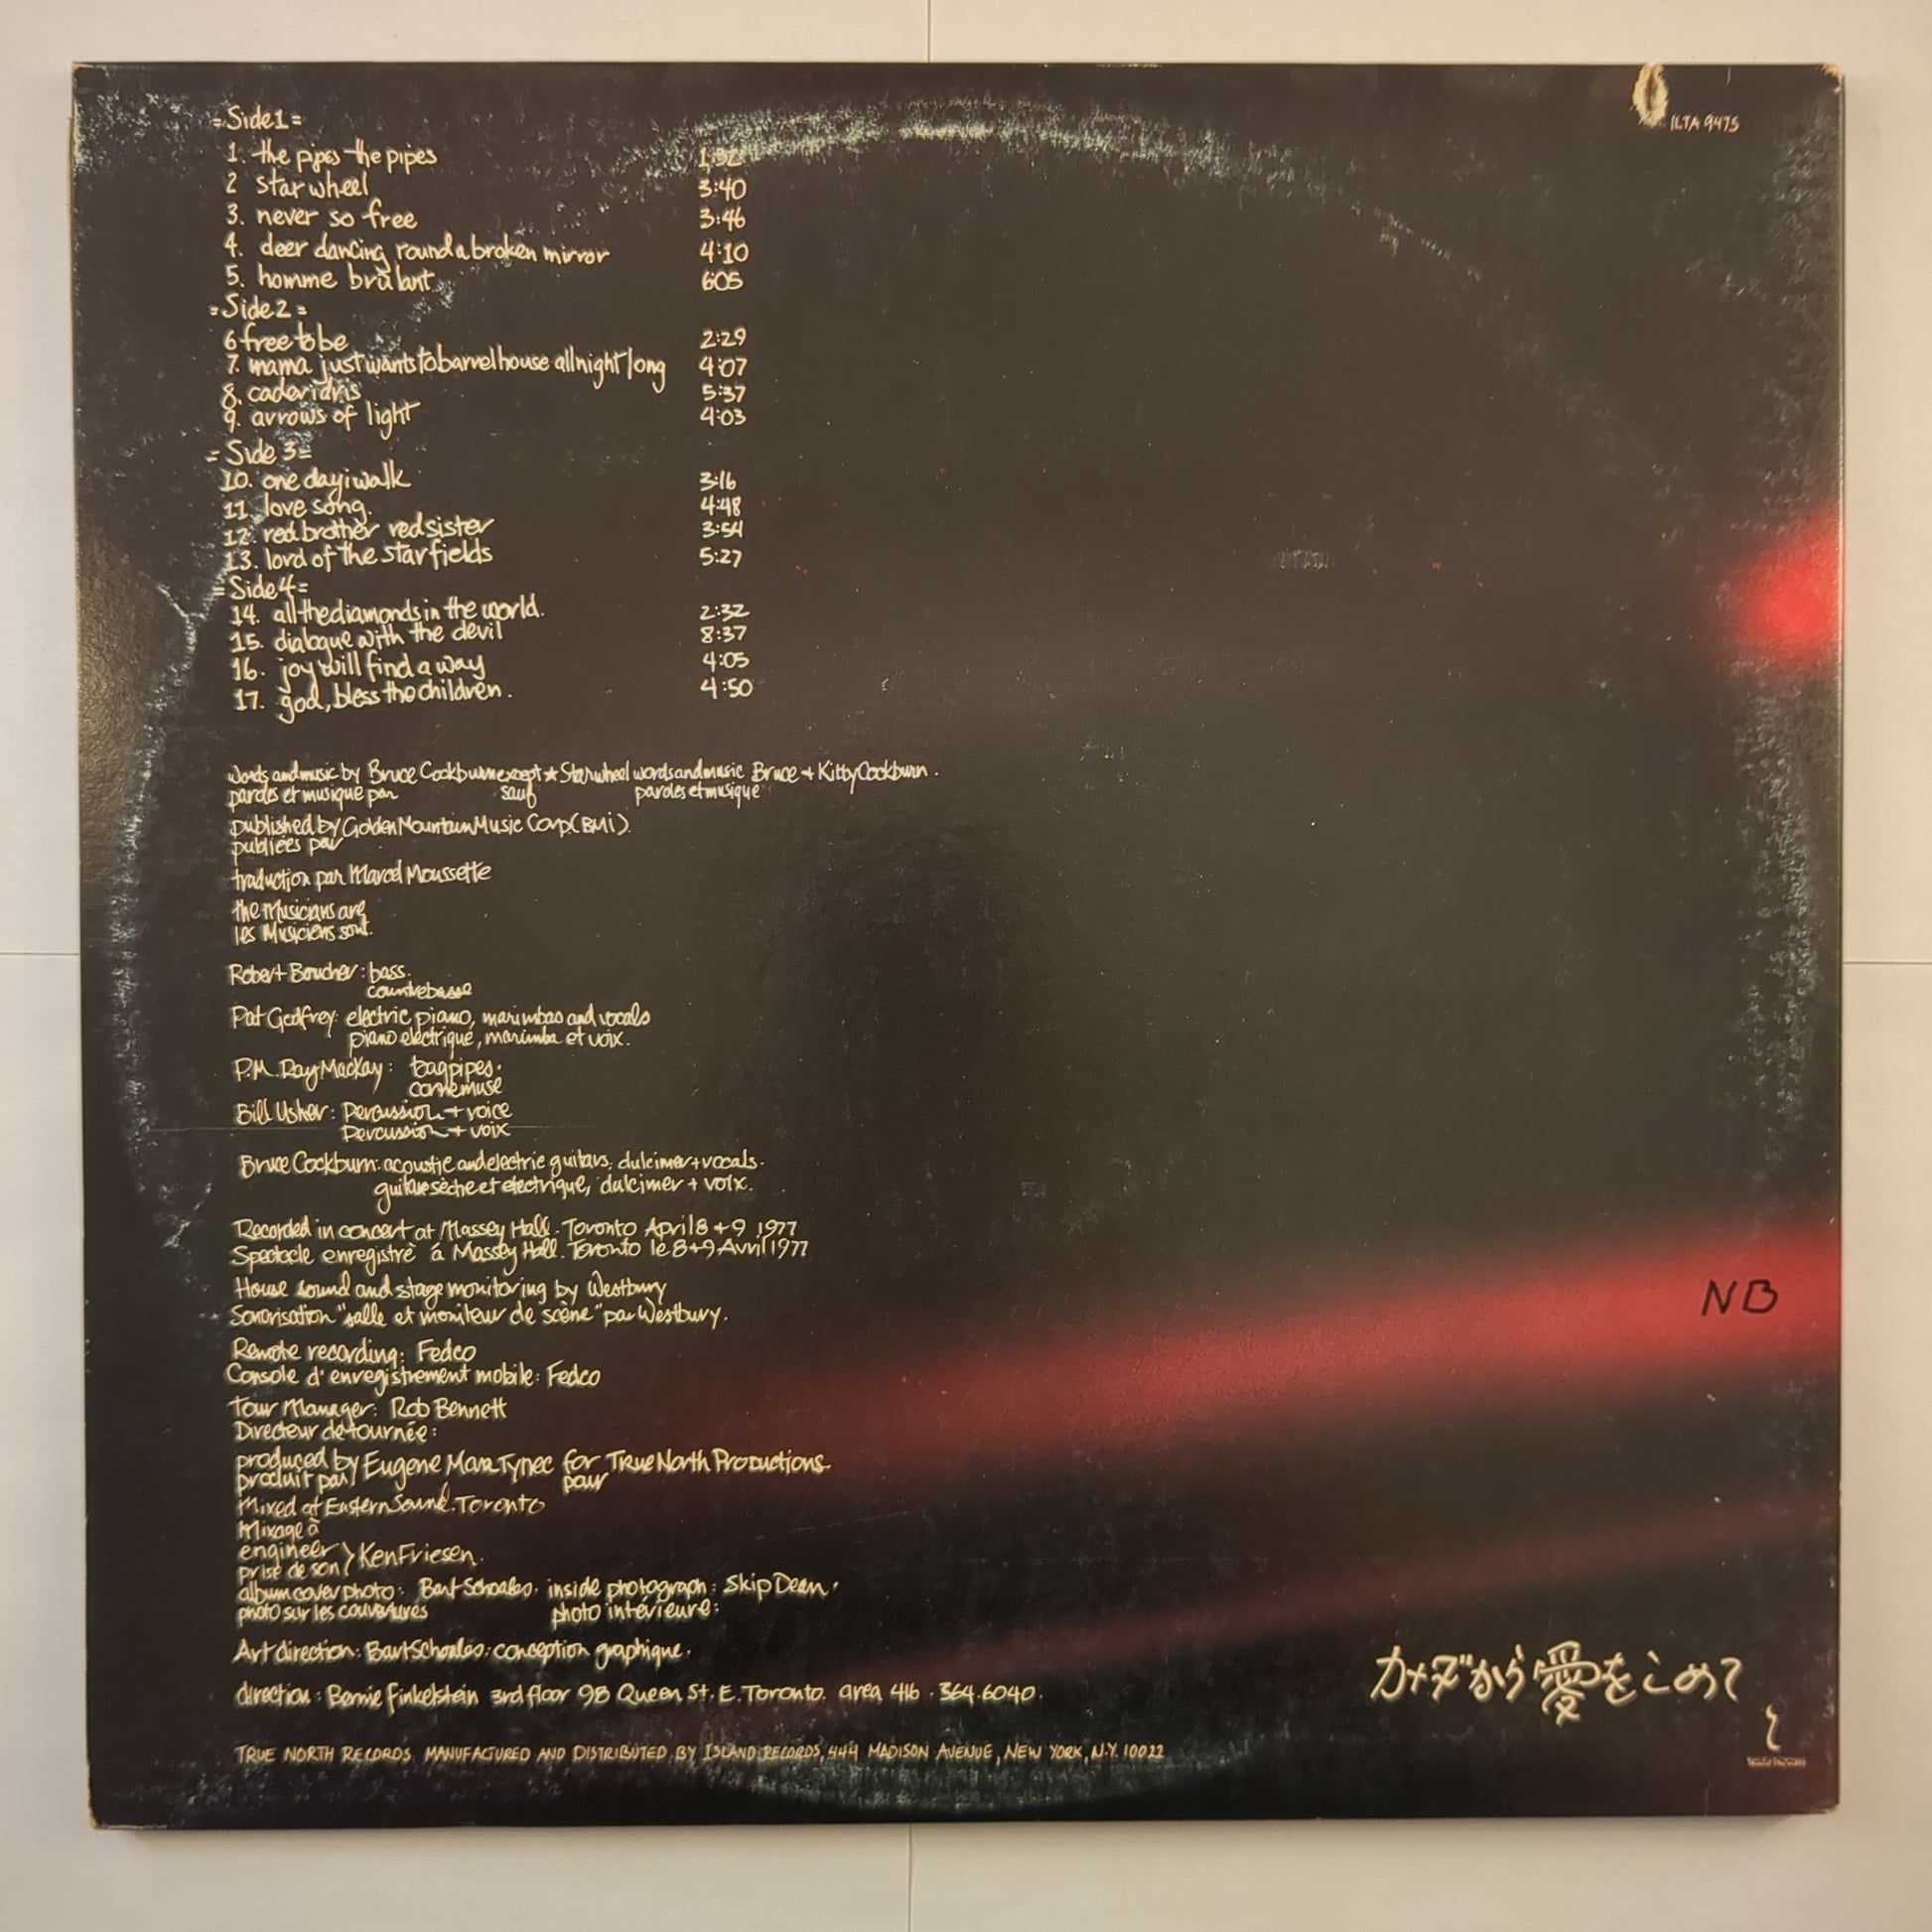 =Side1=
1. the pipes the pipes 1:32
2 starwheel 3:40
3. never so free 3:46
4. deer dancing round a broken mirror 4:10
5. homme brûlant 6:05
=Side2=
6 free to be 2:29
7. mama just wants to barrelhouse all night long 4:07
8. cader idris 5:37
9. arrows of light 4:03
=Side 3=
10. one day i walk 3:16
11. love song. 4:48
12. red brother red sister 3:54
13. lord of the starfields 5:27
=Side4=
14. all the diamonds in the world. 2:32
15. dialogue with the devil 8:37
16. joy will find a way 4:05
17. god, bless the children. 4:50
words and music by Bruce Cockburn except ★ Starwheel words and music Bruce + Kitty Cockburn.
paroles et musique par sauf paroles et musique
published by Golden Mountain Music Corp. (BMi).
publiées par
traduction par Marcel Moussette
the Musicians are
les Musiciens sont.
Robert Boucher: bass.
contrebasse
Pat Godfrey: electric piano, marimbas and vocals
piano electrique, marimba et voix.
P.M. Ray MacKay: bagpipes.
cornemuse
Bill Usher: percussion + voice
Percussion + voix
Bruce Cockburn: acoustic and electric guitars, dulcimer + vocals.
guitare sèche et electrique, dulcimer + voix.
Recorded in concert at Massey Hall. Toronto April 8 + 9 1977
Spectacle enregistrè á Massey Hall. Toronto le 8+9 Avril 1977
House sound and stage monitoring by Westbury
Sonorisation "salle et moniteur de scène" par Westbury.
Remote recording: Fedco
Console d'enregistrement mobile: Fedco
Tour Manager: Rob Bennett
Directeur de tournée:
produced by Eugene Martynec for True North Productions
produit par pour
Mixed at Eastern Sound. Toronto
Mixage à
engineer } Ken Friesen.
prise de son
album cover photo: Bart Schoales. inside photograph: Skip Dean.
photo sur les couvertures photo intérieure:
Art direction: Bart Schoales: conception graphique.
direction: Bernie Finkelstein 3rd floor 98 Queen St. E. Toronto. area 416. 364.6040.
TRUE NORTH RECORDS MANUFACTURED AND DISTRIBUTED BY ISLAND RECORDS, 444 MADISON AVENUE, NEW YORK, N.Y. 10022
ILTA 9475
NB
カナダから愛をこめて